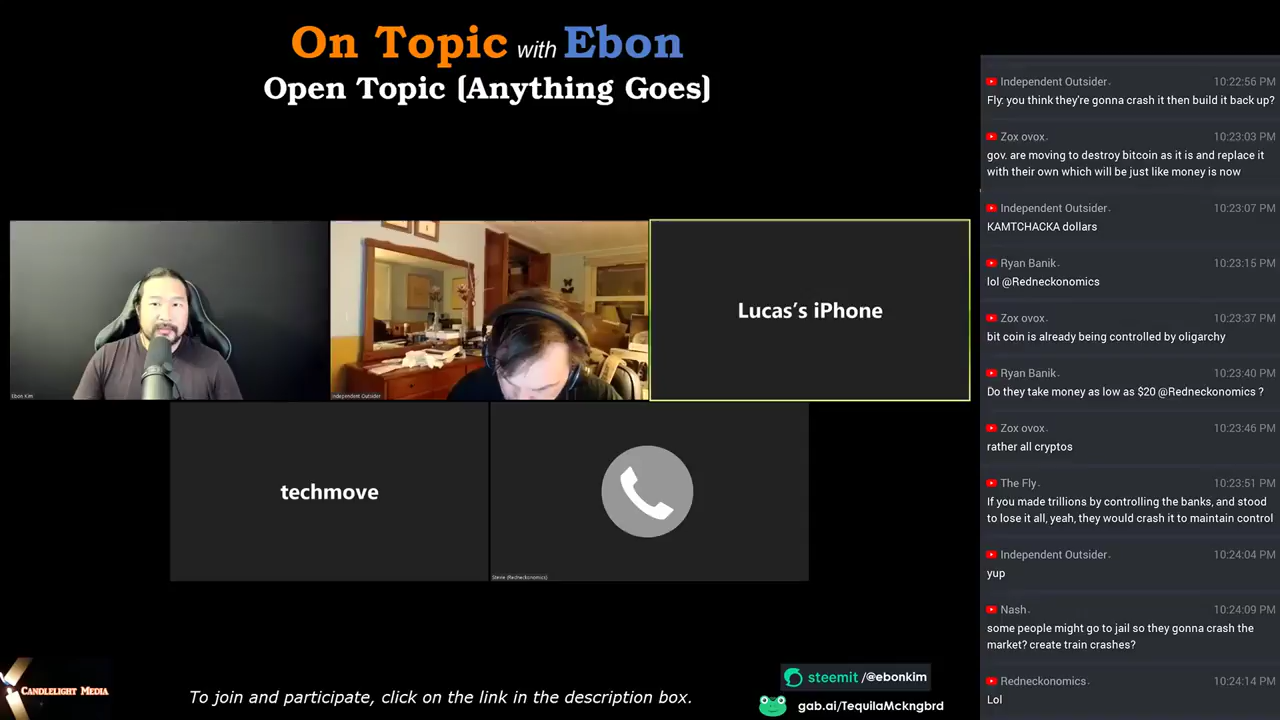 On Topic with Ebon
Open Topic (Anything Goes)
Ebon Kim
Independent Outsider
Lucas's iPhone
techmove
Steve (Redneckonomics)
CANDLELIGHT MEDIA
To join and participate, click on the link in the description box.
steemit /@ebonkim
gab.ai/TequilaMckngbrd
Independent Outsider. 10:22:56 PM
Fly: you think they're gonna crash it then build it back up?
Zox ovox. 10:23:03 PM
gov. are moving to destroy bitcoin as it is and replace it
with their own which will be just like money is now
Independent Outsider. 10:23:07 PM
KAMTCHACKA dollars
Ryan Banik. 10:23:15 PM
lol @Redneckonomics
Zox ovox. 10:23:37 PM
bit coin is already being controlled by oligarchy
Ryan Banik. 10:23:40 PM
Do they take money as low as $20 @Redneckonomics ?
Zox ovox. 10:23:46 PM
rather all cryptos
The Fly. 10:23:51 PM
If you made trillions by controlling the banks, and stood
to lose it all, yeah, they would crash it to maintain control
Independent Outsider. 10:24:04 PM
yup
Nash. 10:24:09 PM
some people might go to jail so they gonna crash the
market? create train crashes?
Redneckonomics. 10:24:14 PM
Lol